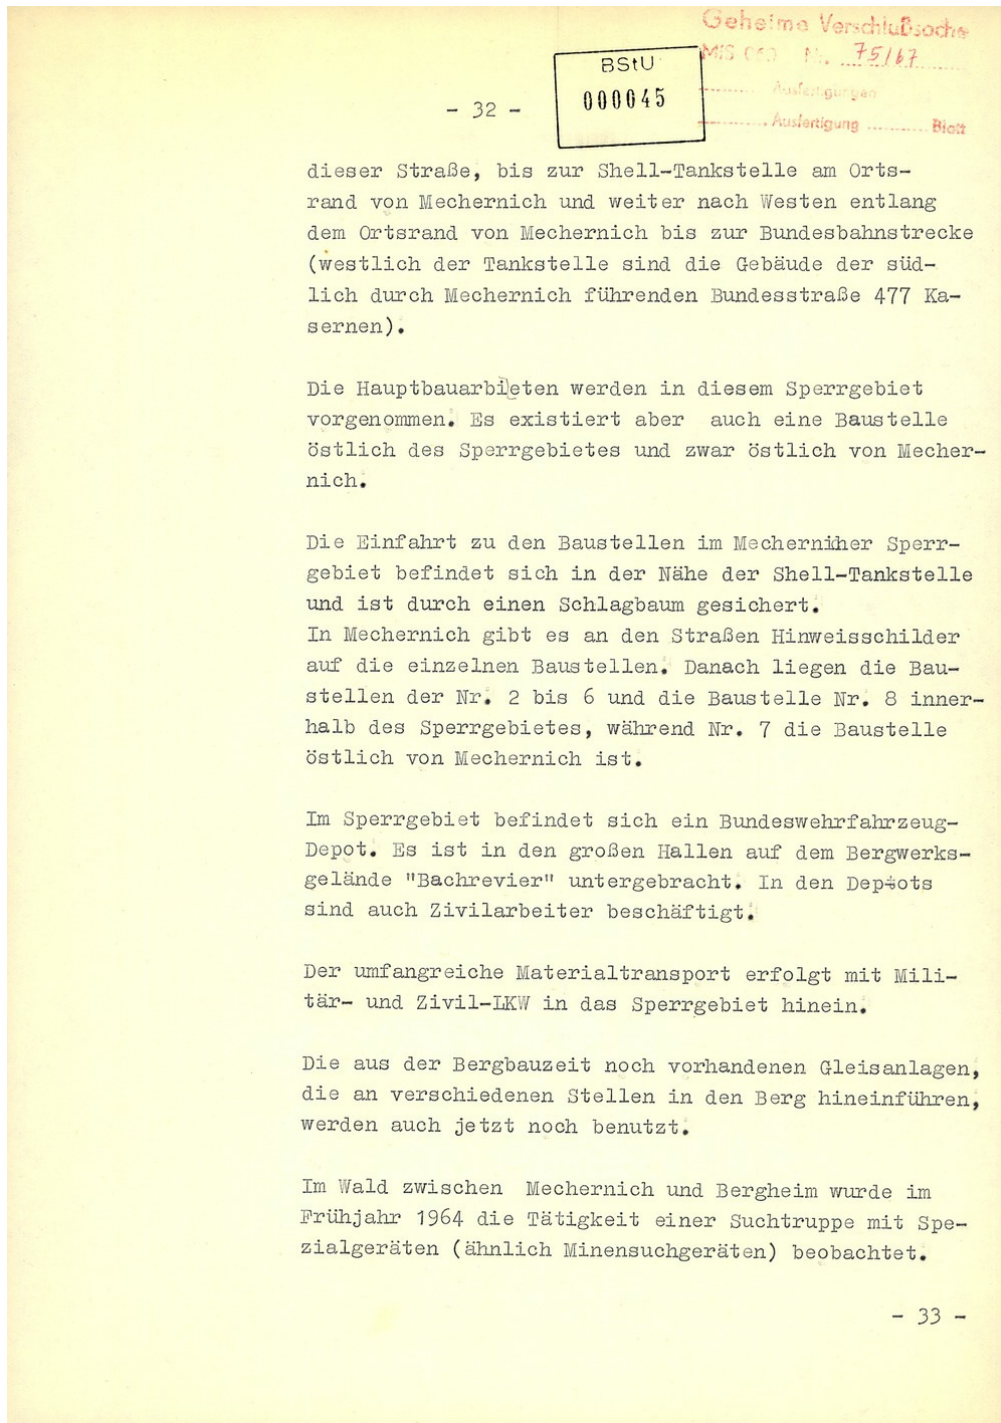 Geheime Verschlußsache
MfS 060 Nr. 75/67
BStU
000045
Ausfertigungen
Ausfertigung Blatt
- 32 -
dieser Straße, bis zur Shell-Tankstelle am Orts-
rand von Mechernich und weiter nach Westen entlang
dem Ortsrand von Mechernich bis zur Bundesbahnstrecke
(westlich der Tankstelle sind die Gebäude der süd-
lich durch Mechernich führenden Bundesstraße 477 Ka-
sernen).
Die Hauptbauarbieten werden in diesem Sperrgebiet
vorgenommen. Es existiert aber auch eine Baustelle
östlich des Sperrgebietes und zwar östlich von Mecher-
nich.
Die Einfahrt zu den Baustellen im Mecherniher Sperr-
gebiet befindet sich in der Nähe der Shell-Tankstelle
und ist durch einen Schlagbaum gesichert.
In Mechernich gibt es an den Straßen Hinweisschilder
auf die einzelnen Baustellen. Danach liegen die Bau-
stellen der Nr. 2 bis 6 und die Baustelle Nr. 8 inner-
halb des Sperrgebietes, während Nr. 7 die Baustelle
östlich von Mechernich ist.
Im Sperrgebiet befindet sich ein Bundeswehrfahrzeug-
Depot. Es ist in den großen Hallen auf dem Bergwerks-
gelände "Bachrevier" untergebracht. In den Depots
sind auch Zivilarbeiter beschäftigt.
Der umfangreiche Materialtransport erfolgt mit Mili-
tär- und Zivil-LKW in das Sperrgebiet hinein.
Die aus der Bergbauzeit noch vorhandenen Gleisanlagen,
die an verschiedenen Stellen in den Berg hineinführen,
werden auch jetzt noch benutzt.
Im Wald zwischen Mechernich und Bergheim wurde im
Frühjahr 1964 die Tätigkeit einer Suchtruppe mit Spe-
zialgeräten (ähnlich Minensuchgeräten) beobachtet.
- 33 -